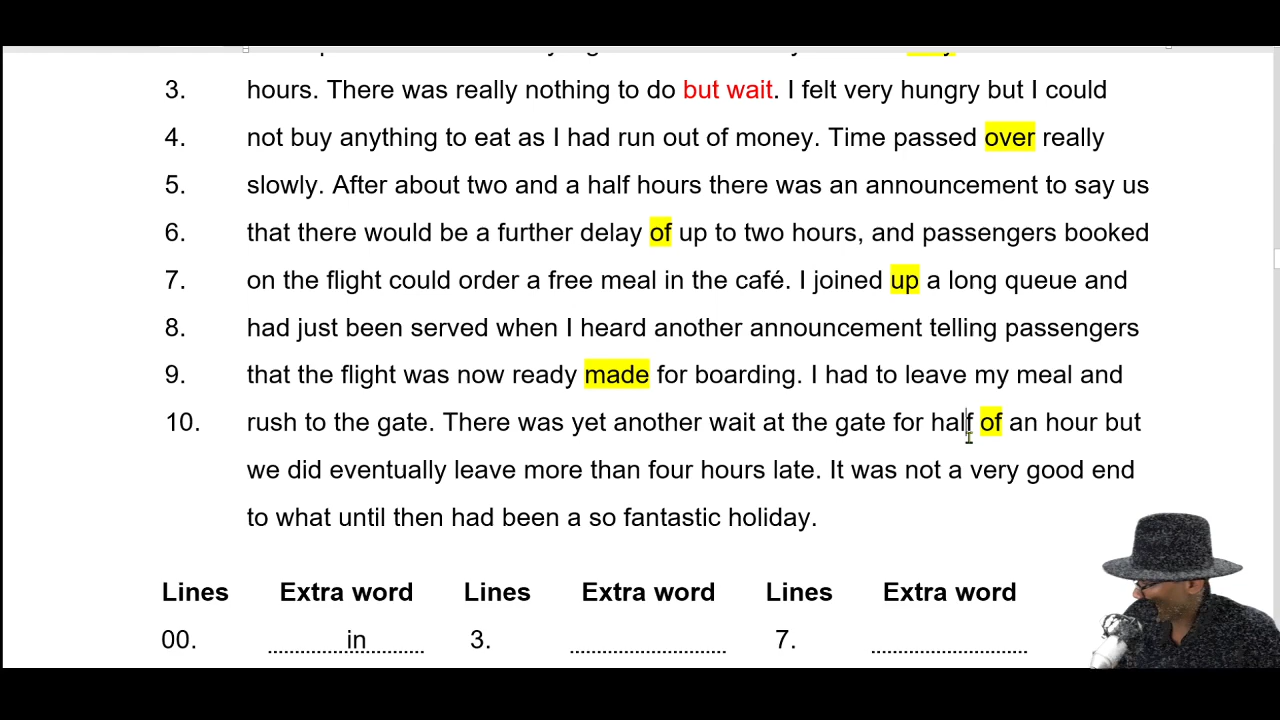 3. hours. There was really nothing to do but wait. I felt very hungry but I could
4. not buy anything to eat as I had run out of money. Time passed over really
5. slowly. After about two and a half hours there was an announcement to say us
6. that there would be a further delay of up to two hours, and passengers booked
7. on the flight could order a free meal in the café. I joined up a long queue and
8. had just been served when I heard another announcement telling passengers
9. that the flight was now ready made for boarding. I had to leave my meal and
10. rush to the gate. There was yet another wait at the gate for half of an hour but
we did eventually leave more than four hours late. It was not a very good end
to what until then had been a so fantastic holiday.
Lines Extra word Lines Extra word Lines Extra word
00. in 3. 7.